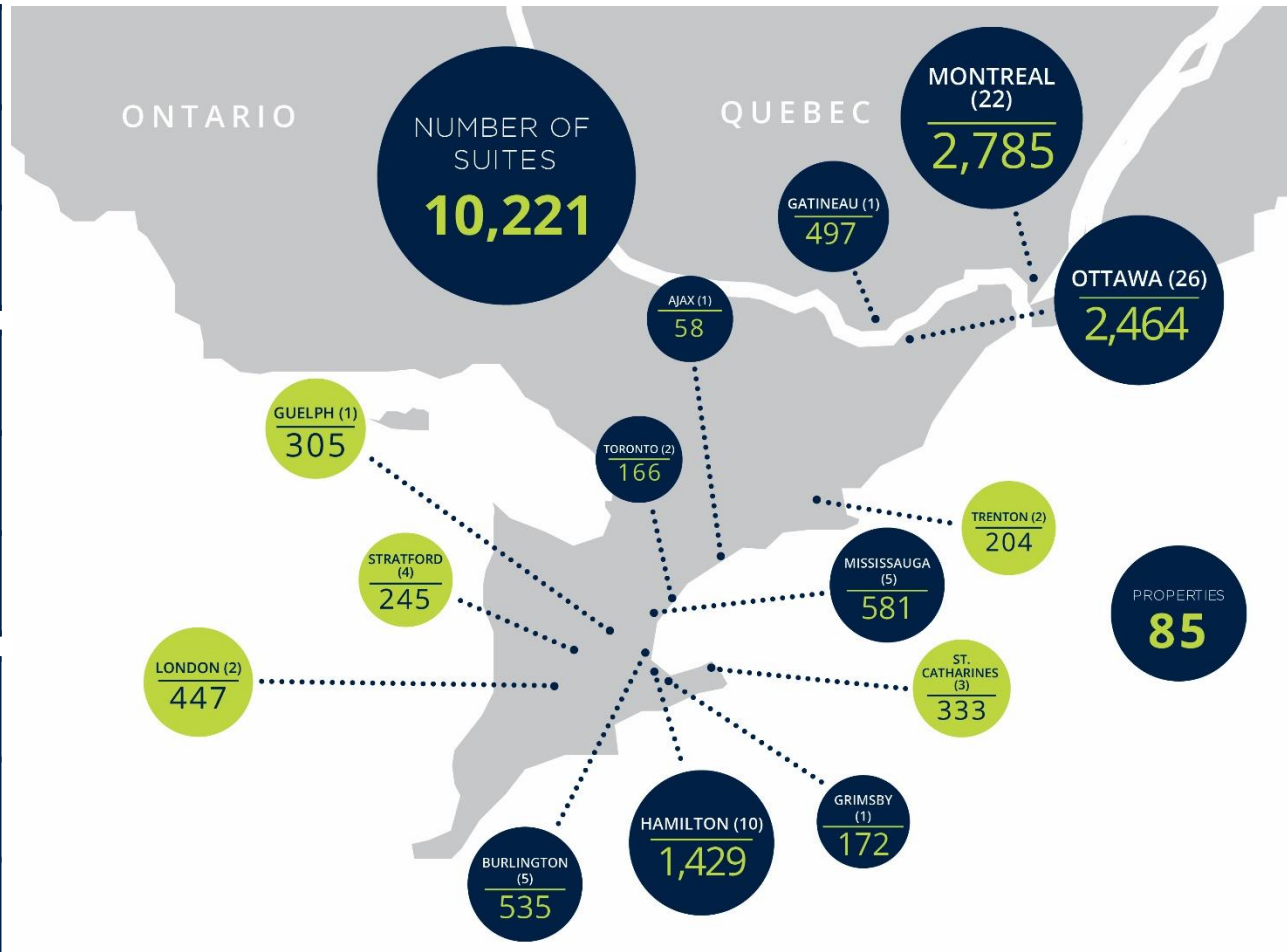 ONTARIO
NUMBER OF
SUITES
10,221
QUEBEC
MONTREAL
(22)
2,785
GATINEAU (1)
497
OTTAWA (26)
2,464
AJAX (1)
58
GUELPH (1)
305
TORONTO (2)
166
TRENTON (2)
204
STRATFORD
(4)
245
MISSISSAUGA
(5)
581
PROPERTIES
85
LONDON (2)
447
ST.
CATHARINES
(3)
333
HAMILTON (10)
1,429
GRIMSBY
(1)
172
BURLINGTON
(5)
535